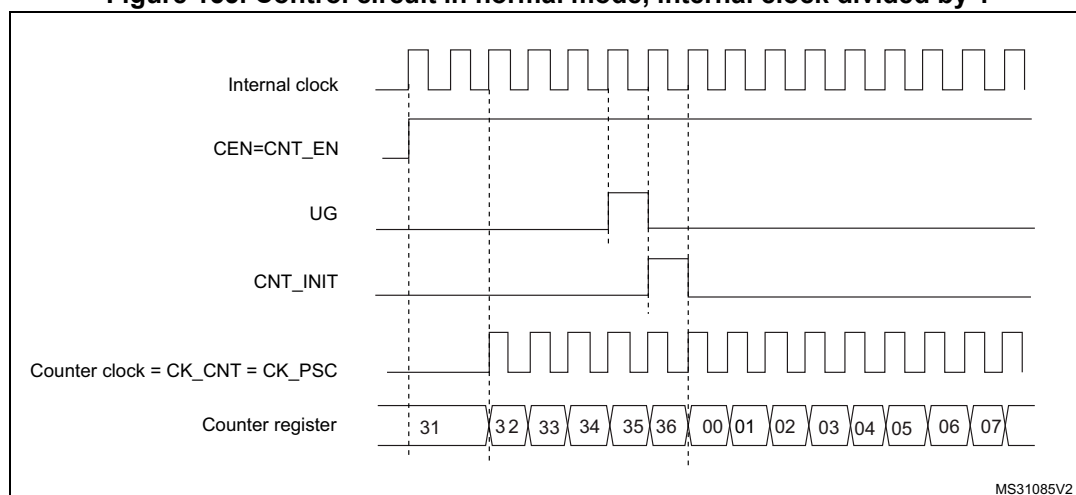 Internal clock
CEN=CNT_EN
UG
CNT_INIT
Counter clock = CK_CNT = CK_PSC
Counter register 31 32 33 34 35 36 00 01 02 03 04 05 06 07
MS31085V2